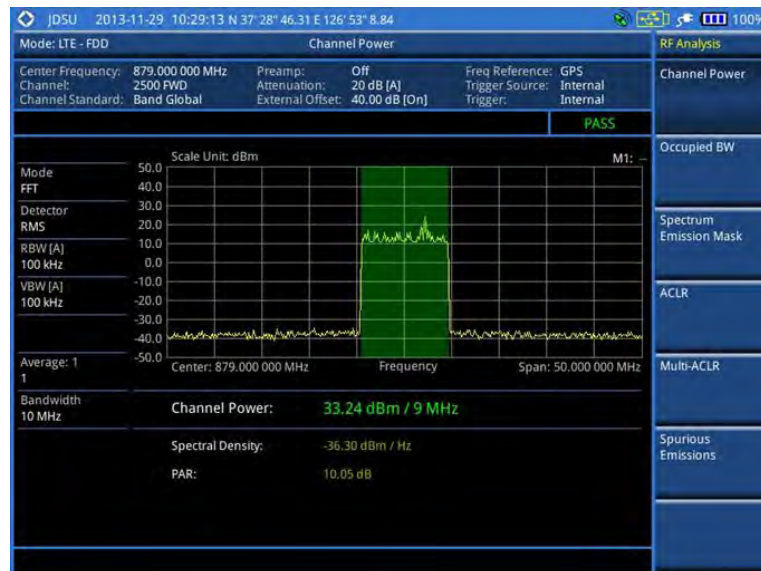 JDSU 2013-11-29 10:29:13 N 37' 28" 46.31 E 126' 53" 8.84 100%
Mode: LTE - FDD Channel Power
Center Frequency: 879.000 000 MHz Preamp: Off Freq Reference: GPS
Channel: 2500 FWD Attenuation: 20 dB [A] Trigger Source: Internal
Channel Standard: Band Global External Offset: 40.00 dB [On] Trigger: Internal
PASS
Mode
FFT
Detector
RMS
RBW [A]
100 kHz
VBW [A]
100 kHz
Average: 1
1
Bandwidth
10 MHz
Scale Unit: dBm M1: --
50.0
40.0
30.0
20.0
10.0
0.0
-10.0
-20.0
-30.0
-40.0
-50.0
Center: 879.000 000 MHz Frequency Span: 50.000 000 MHz
Channel Power: 33.24 dBm / 9 MHz
Spectral Density: -36.30 dBm / Hz
PAR: 10.05 dB
RF Analysis
Channel Power
Occupied BW
Spectrum
Emission Mask
ACLR
Multi-ACLR
Spurious
Emissions